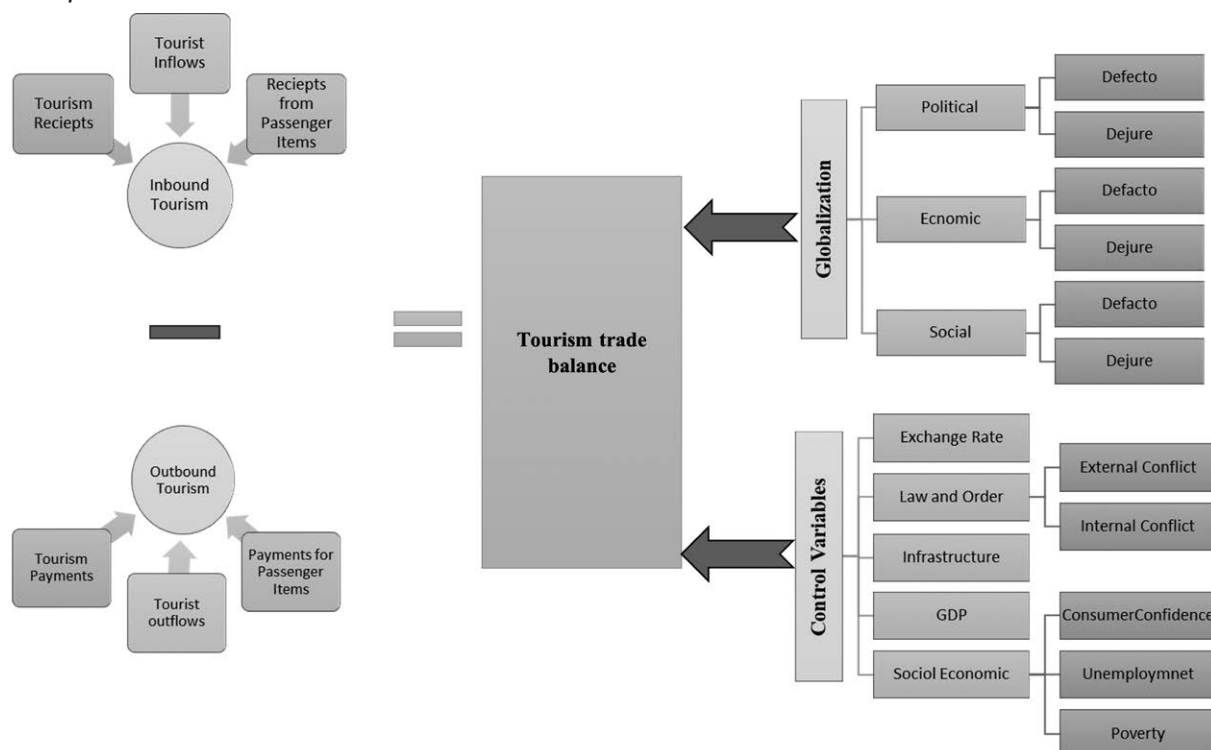 Tourist
Inflows
Tourism
Reciepts
Reciepts
from
Passenger
Items
Inbound
Tourism
Outbound
Tourism
Tourism
Payments
Tourist
outflows
Payments for
Passenger
Items
Tourism trade
balance
Globalization
Political
Defecto
Dejure
Ecnomic
Defacto
Dejure
Social
Defacto
Dejure
Control Variables
Exchange Rate
Law and Order
External Conflict
Internal Conflict
Infrastructure
GDP
Sociol Economic
ConsumerConfidence
Unemploymnet
Poverty